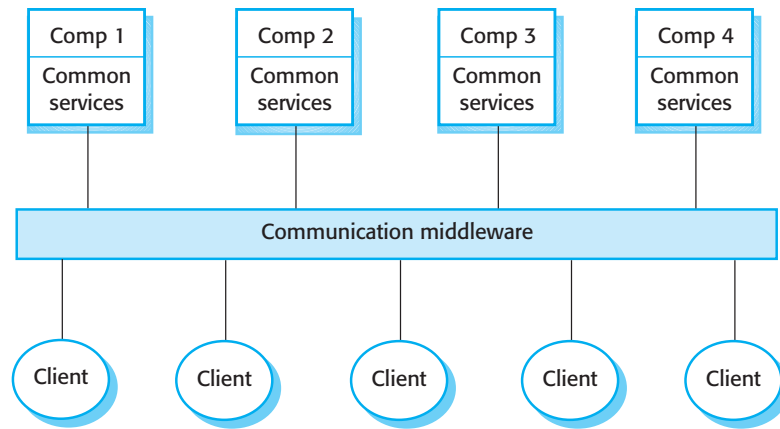 Comp 1
Common
services
Comp 2
Common
services
Comp 3
Common
services
Comp 4
Common
services
Communication middleware
Client
Client
Client
Client
Client